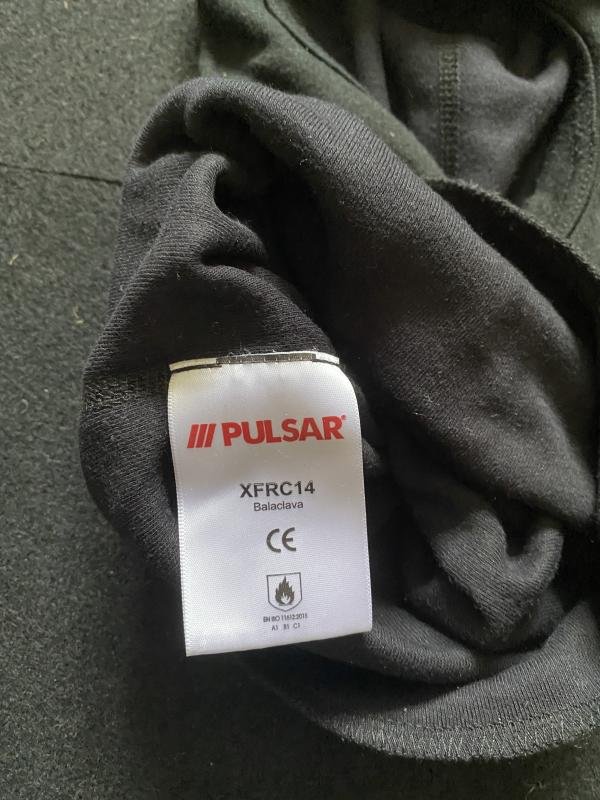 PULSAR®
XFRC14
Balaclava
CE
EN ISO 11612:2015
A1 B1 C1